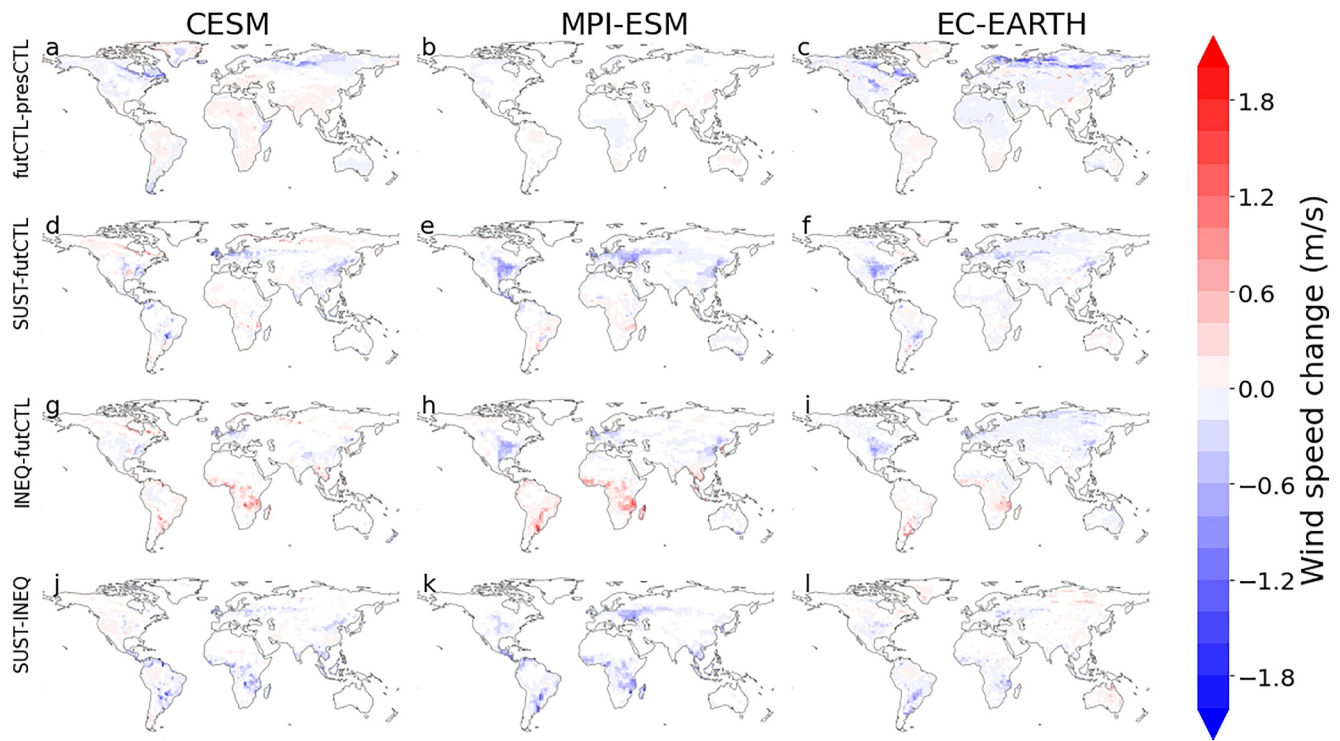 CESM MPI-ESM EC-EARTH
futCTL-presCTL
a b c
SUST-futCTL
d e f
INEQ-futCTL
g h i
SUST-INEQ
j k l
1.8
1.2
0.6
0.0
−0.6
−1.2
−1.8
Wind speed change (m/s)